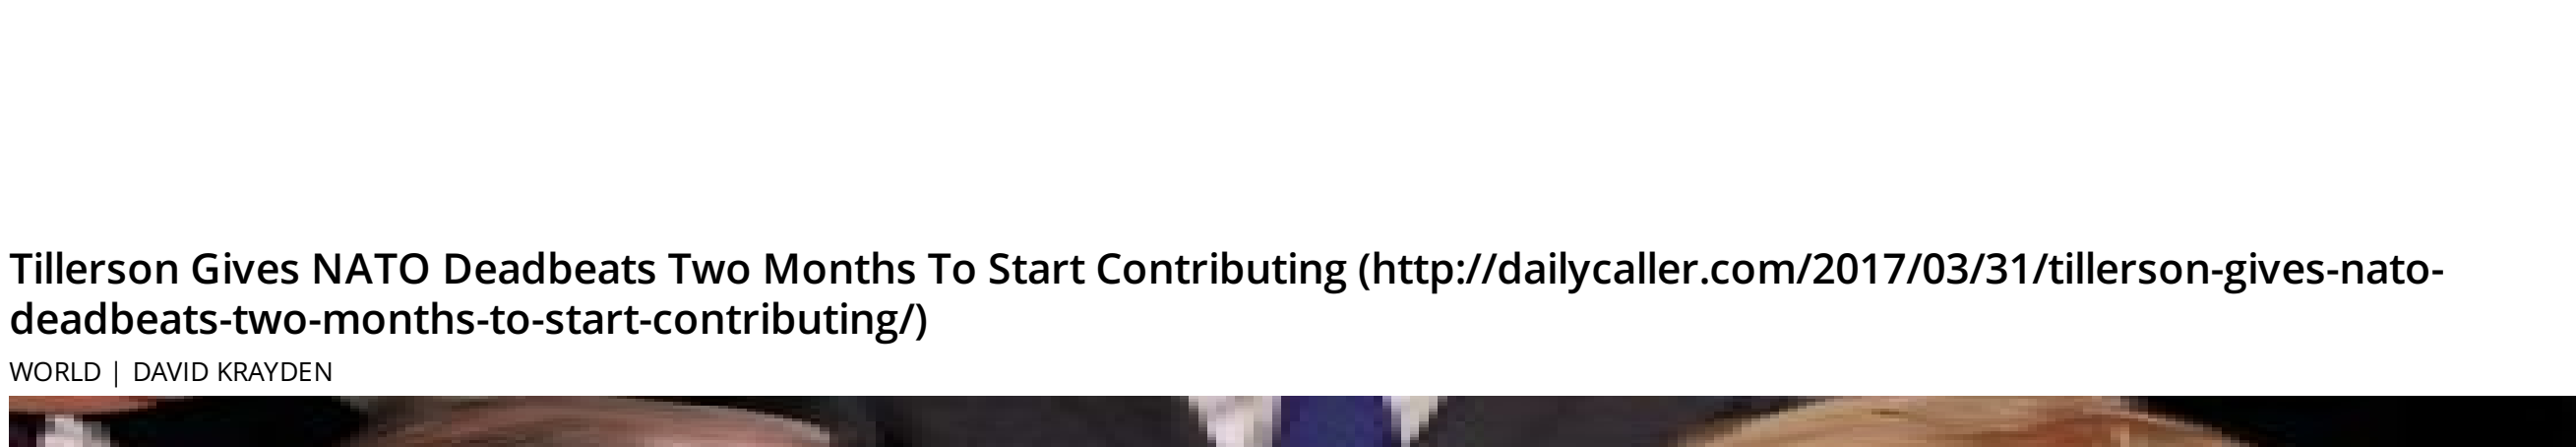 Tillerson Gives NATO Deadbeats Two Months To Start Contributing (http://dailycaller.com/2017/03/31/tillerson-gives-nato-
deadbeats-two-months-to-start-contributing/)
WORLD | DAVID KRAYDEN